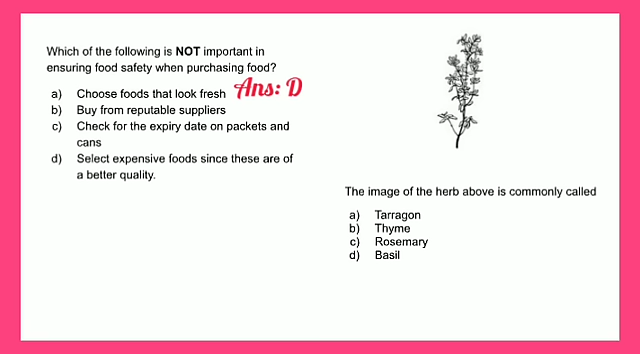 Which of the following is NOT important in
ensuring food safety when purchasing food?
a) Choose foods that look fresh
Ans: D
b) Buy from reputable suppliers
c) Check for the expiry date on packets and
cans
d) Select expensive foods since these are of
a better quality.
The image of the herb above is commonly called
a) Tarragon
b) Thyme
c) Rosemary
d) Basil